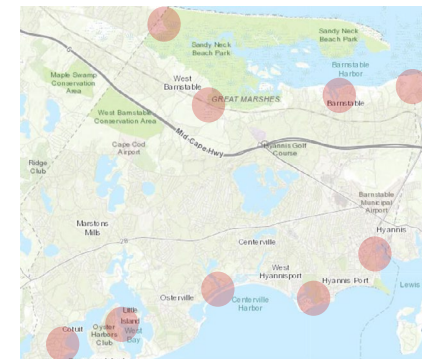 Sandy Neck
Beach Park
Sandy Neck
Beach Park
Barnstable
Harbor
Maple Swamp
Conservation
Area
West
Barnstable
GREAT MARSHES
Barnstable
West Barnstable
Conservation Area
Mid-Cape-Hwy
Cape Cod
Airport
Hyannis Golf
Course
Ridge
Club
Barnstable
Municipal
Airport
Marstons
Mills
Hyannis
Centerville
West
Hyannisport
Hyannis Port
Lewis
Osterville
Centerville
Harbor
Little
Island
Cotuit
Oyster
Harbors
Club
West
Bay